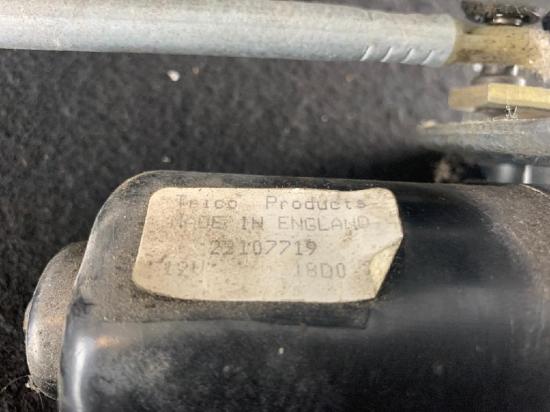 Trico Products
MADE IN ENGLAND
22107719
12V 18D0